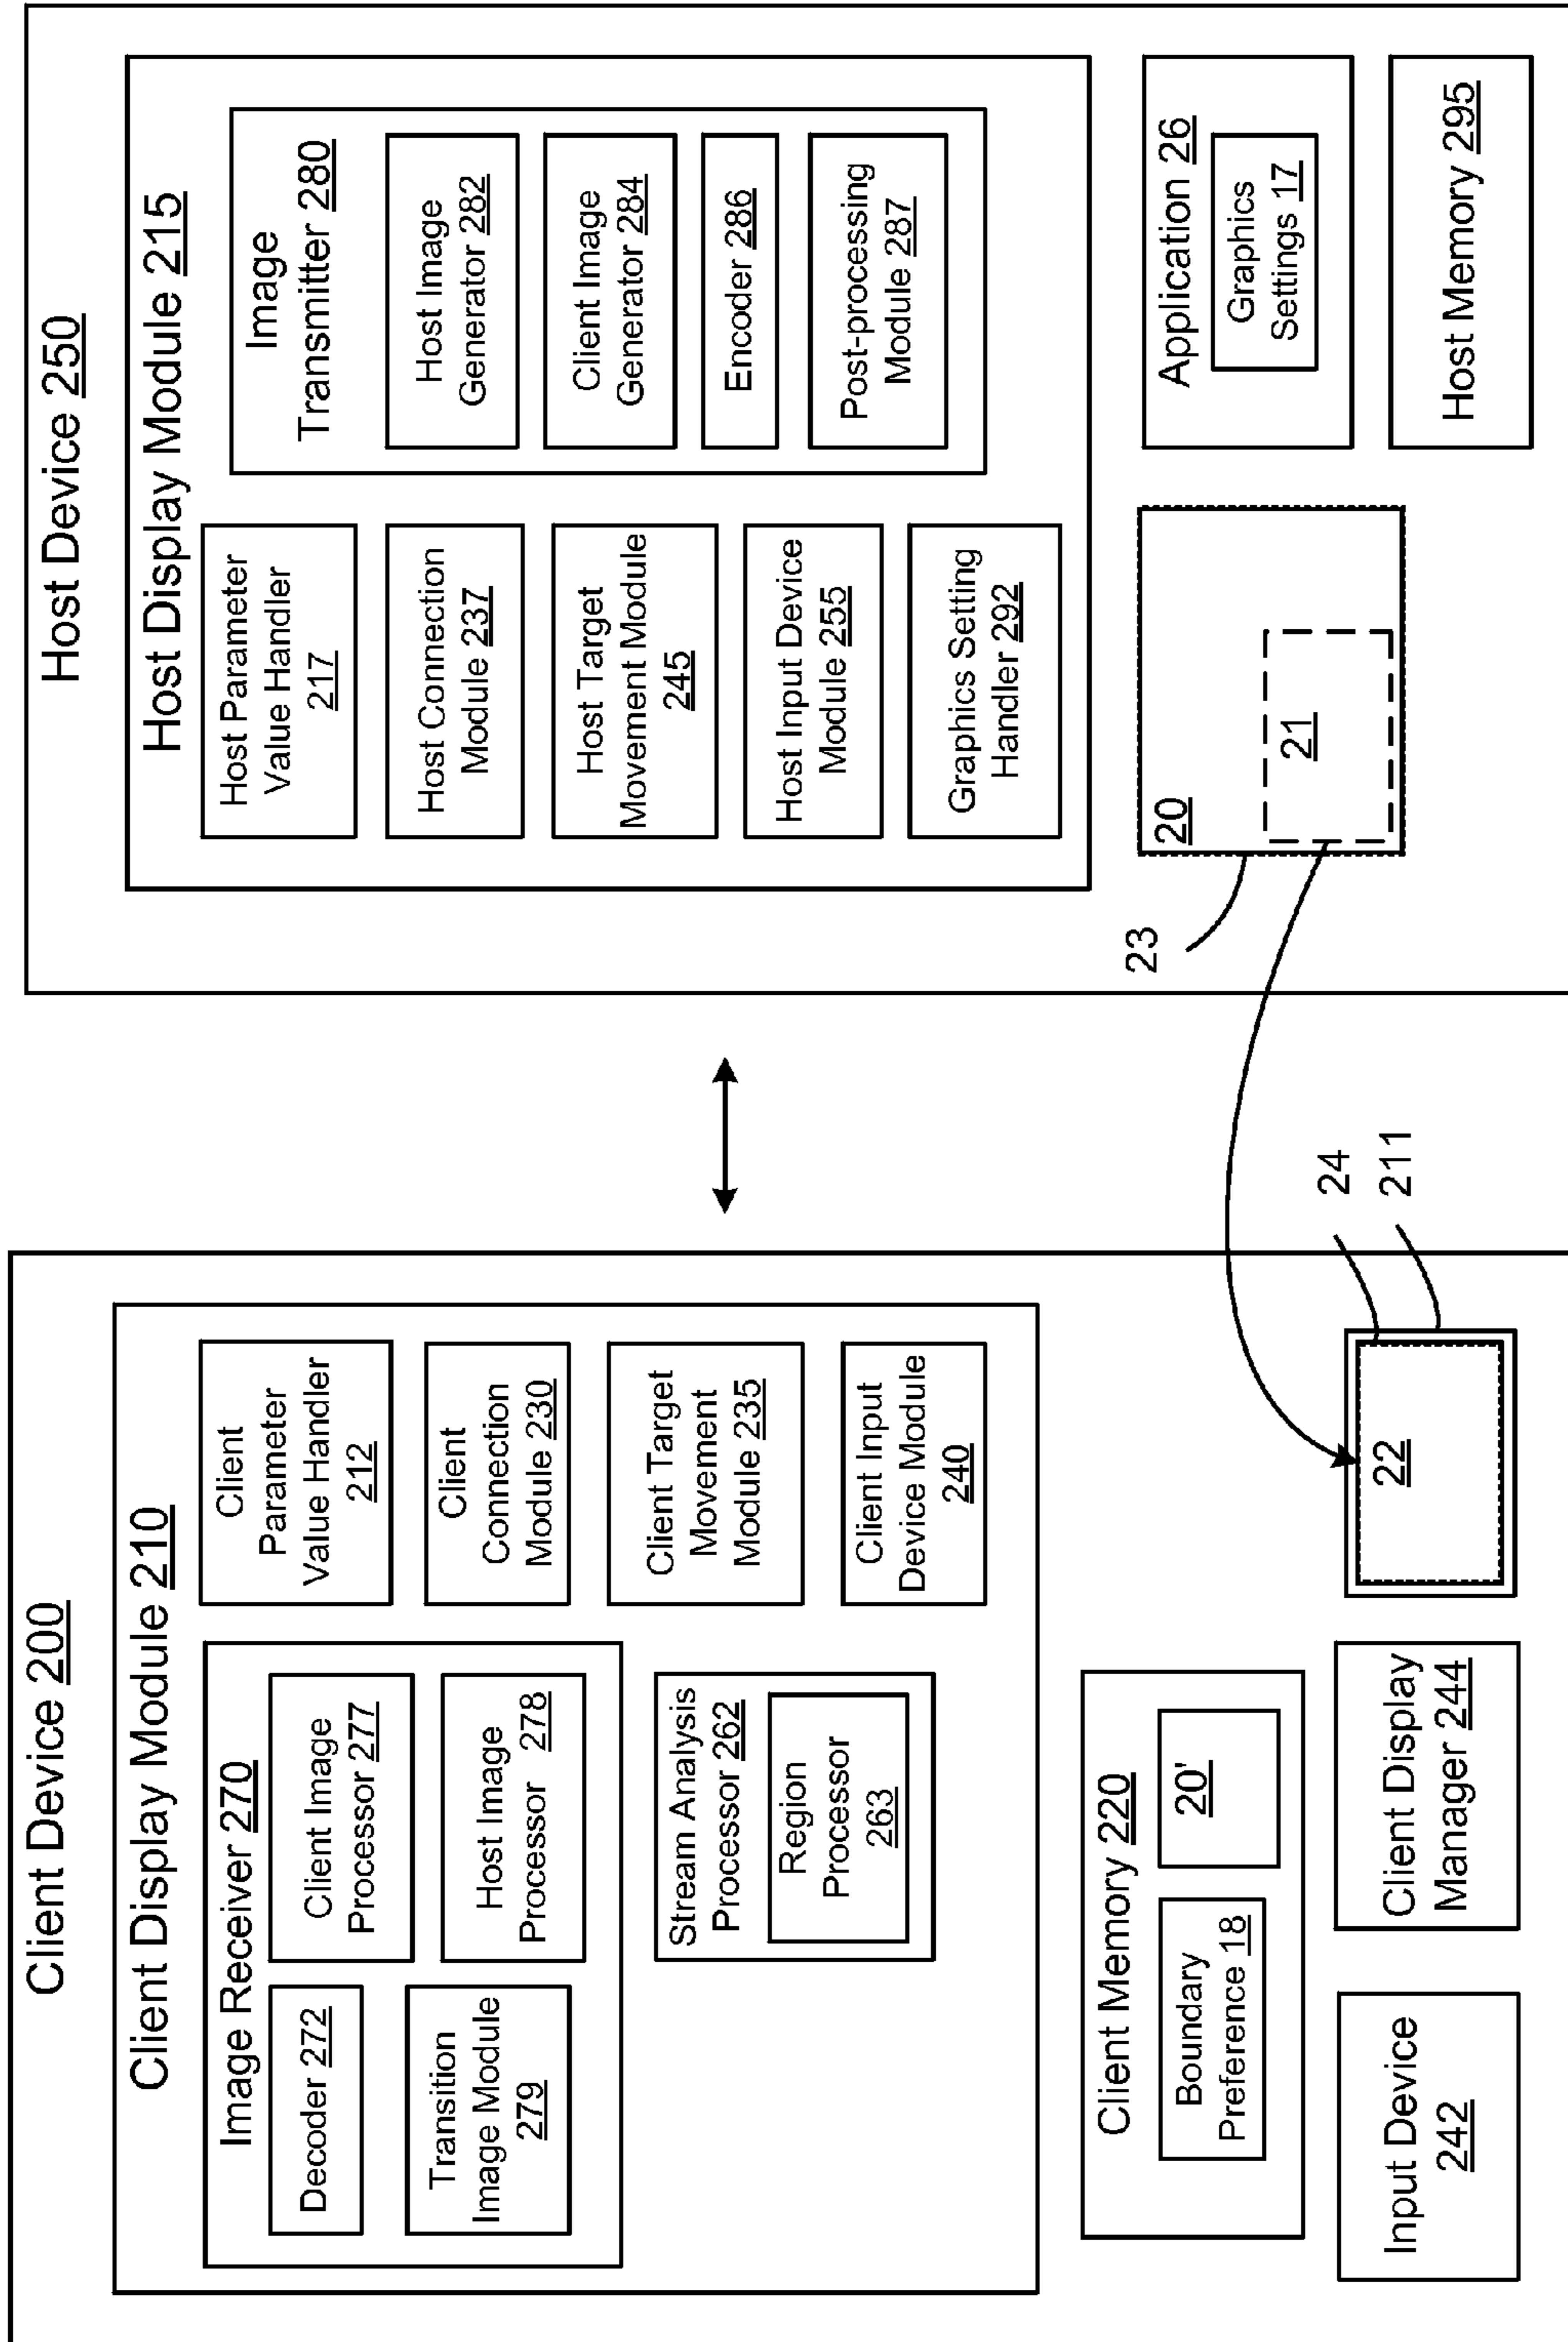 Client Device 200
Client Display Module 210
Image Receiver 270
Decoder 272
Client Image
Processor 277
Transition
Image Module
279
Host Image
Processor 278
Stream Analysis
Processor 262
Region
Processor
263
Client
Parameter
Value Handler
212
Client
Connection
Module 230
Client Target
Movement
Module 235
Client Input
Device Module
240
Client Memory 220
Boundary
Preference 18
20'
Input Device
242
Client Display
Manager 244
22
24
211
Host Device 250
Host Display Module 215
Host Parameter
Value Handler
217
Host Connection
Module 237
Host Target
Movement Module
245
Host Input Device
Module 255
Graphics Setting
Handler 292
Image
Transmitter 280
Host Image
Generator 282
Client Image
Generator 284
Encoder 286
Post-processing
Module 287
23
20
21
Application 26
Graphics
Settings 17
Host Memory 295